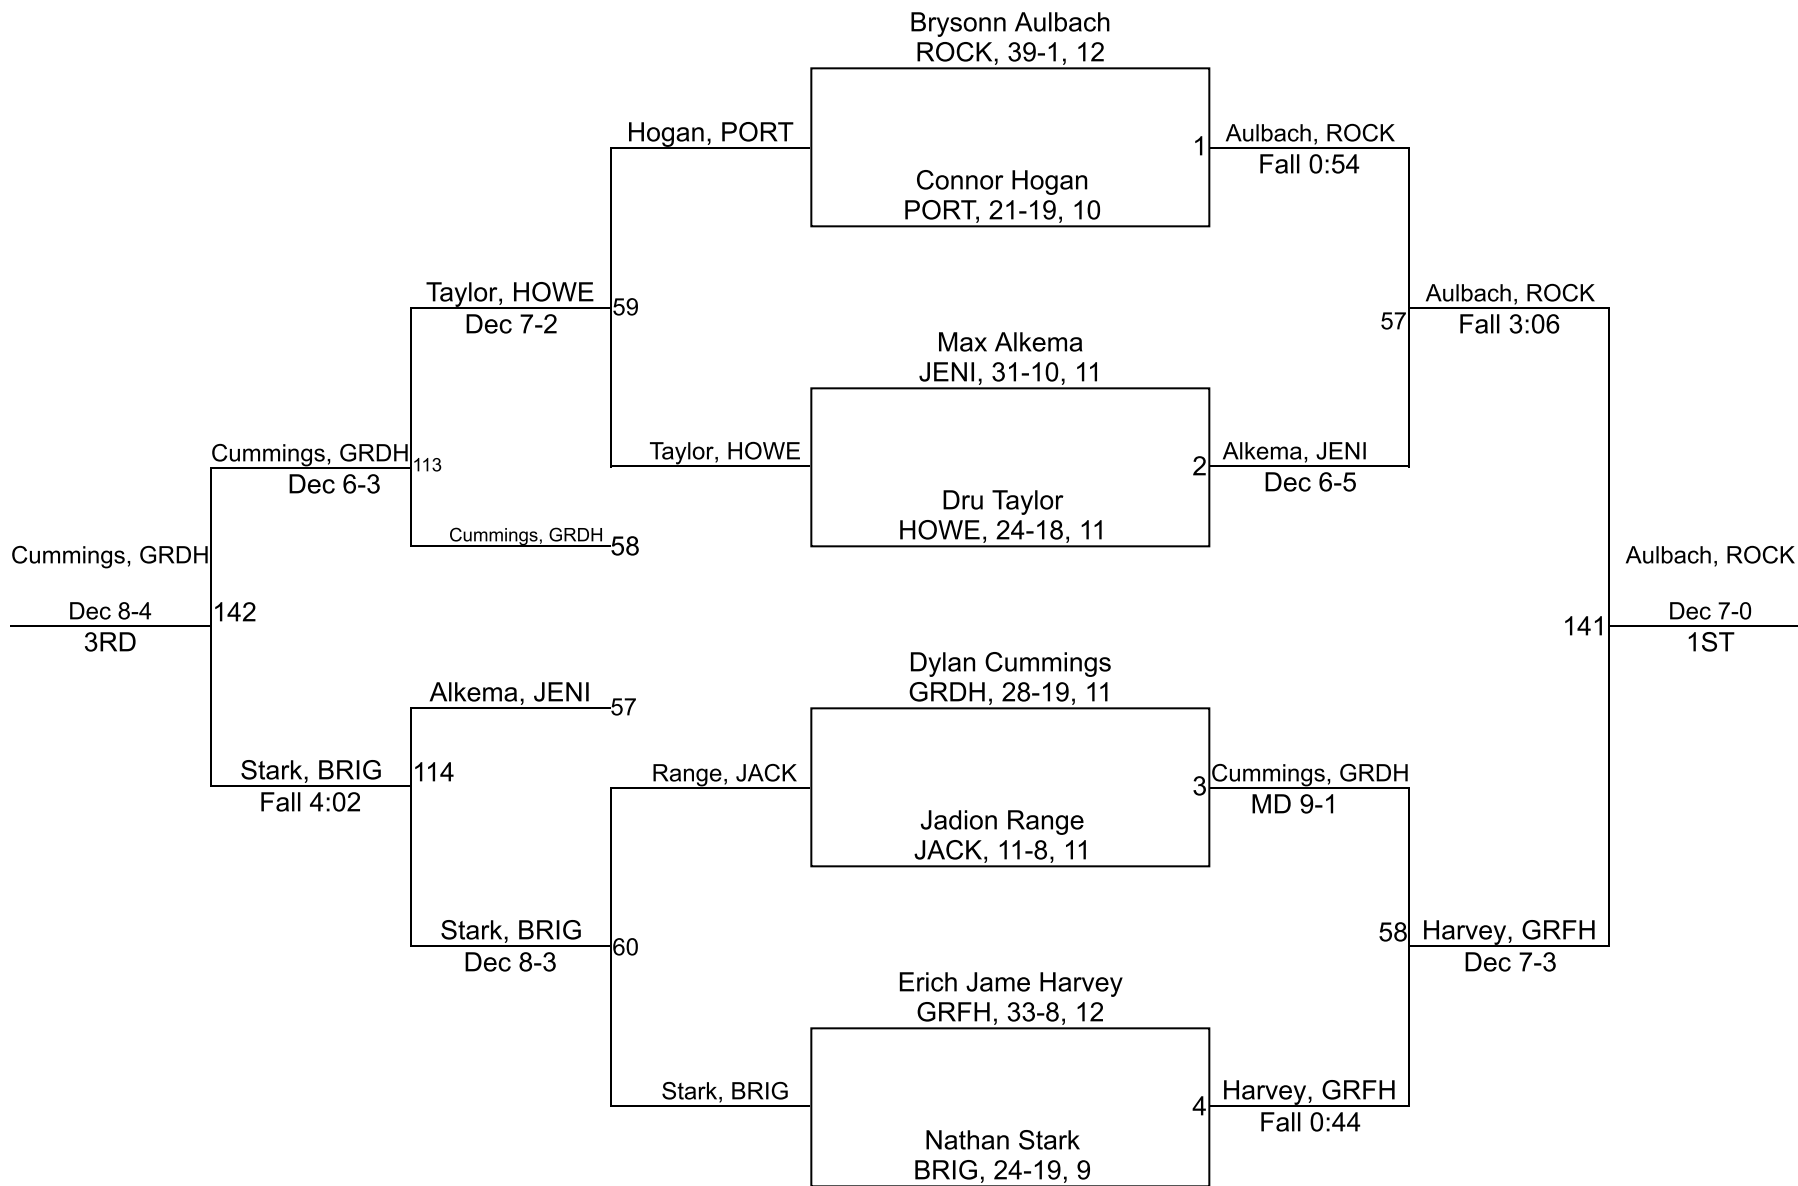 Brysonn Aulbach
ROCK, 39-1, 12
Hogan, PORT
1
Aulbach, ROCK
Fall 0:54
Connor Hogan
PORT, 21-19, 10
Taylor, HOWE
Dec 7-2
59
57
Aulbach, ROCK
Fall 3:06
Max Alkema
JENI, 31-10, 11
Cummings, GRDH
Dec 6-3
113
Taylor, HOWE
2
Alkema, JENI
Dec 6-5
Dru Taylor
HOWE, 24-18, 11
Cummings, GRDH
58
Cummings, GRDH
Dec 8-4
3RD
142
Aulbach, ROCK
141
Dec 7-0
1ST
Dylan Cummings
GRDH, 28-19, 11
Alkema, JENI
57
Stark, BRIG
Fall 4:02
114
Range, JACK
3
Cummings, GRDH
MD 9-1
Jadion Range
JACK, 11-8, 11
Stark, BRIG
Dec 8-3
60
58
Harvey, GRFH
Dec 7-3
Erich Jame Harvey
GRFH, 33-8, 12
Stark, BRIG
4
Harvey, GRFH
Fall 0:44
Nathan Stark
BRIG, 24-19, 9